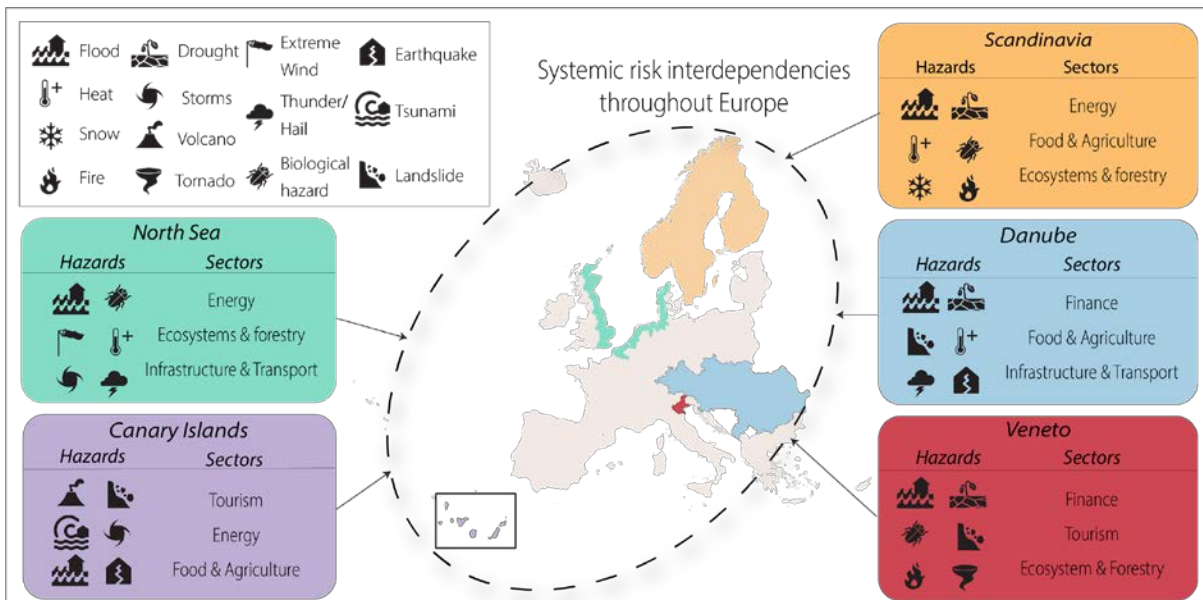 Flood
Drought
Extreme
Wind
Earthquake
Heat
Storms
Thunder/
Hail
Tsunami
Snow
Volcano
Biological
hazard
Fire
Tornado
Landslide
Systemic risk interdependencies
throughout Europe
Scandinavia
Hazards Sectors
Energy
Food & Agriculture
Ecosystems & forestry
North Sea
Hazards Sectors
Energy
Ecosystems & forestry
Infrastructure & Transport
Danube
Hazards Sectors
Finance
Food & Agriculture
Infrastructure & Transport
Canary Islands
Hazards Sectors
Tourism
Energy
Food & Agriculture
Veneto
Hazards Sectors
Finance
Tourism
Ecosystem & Forestry